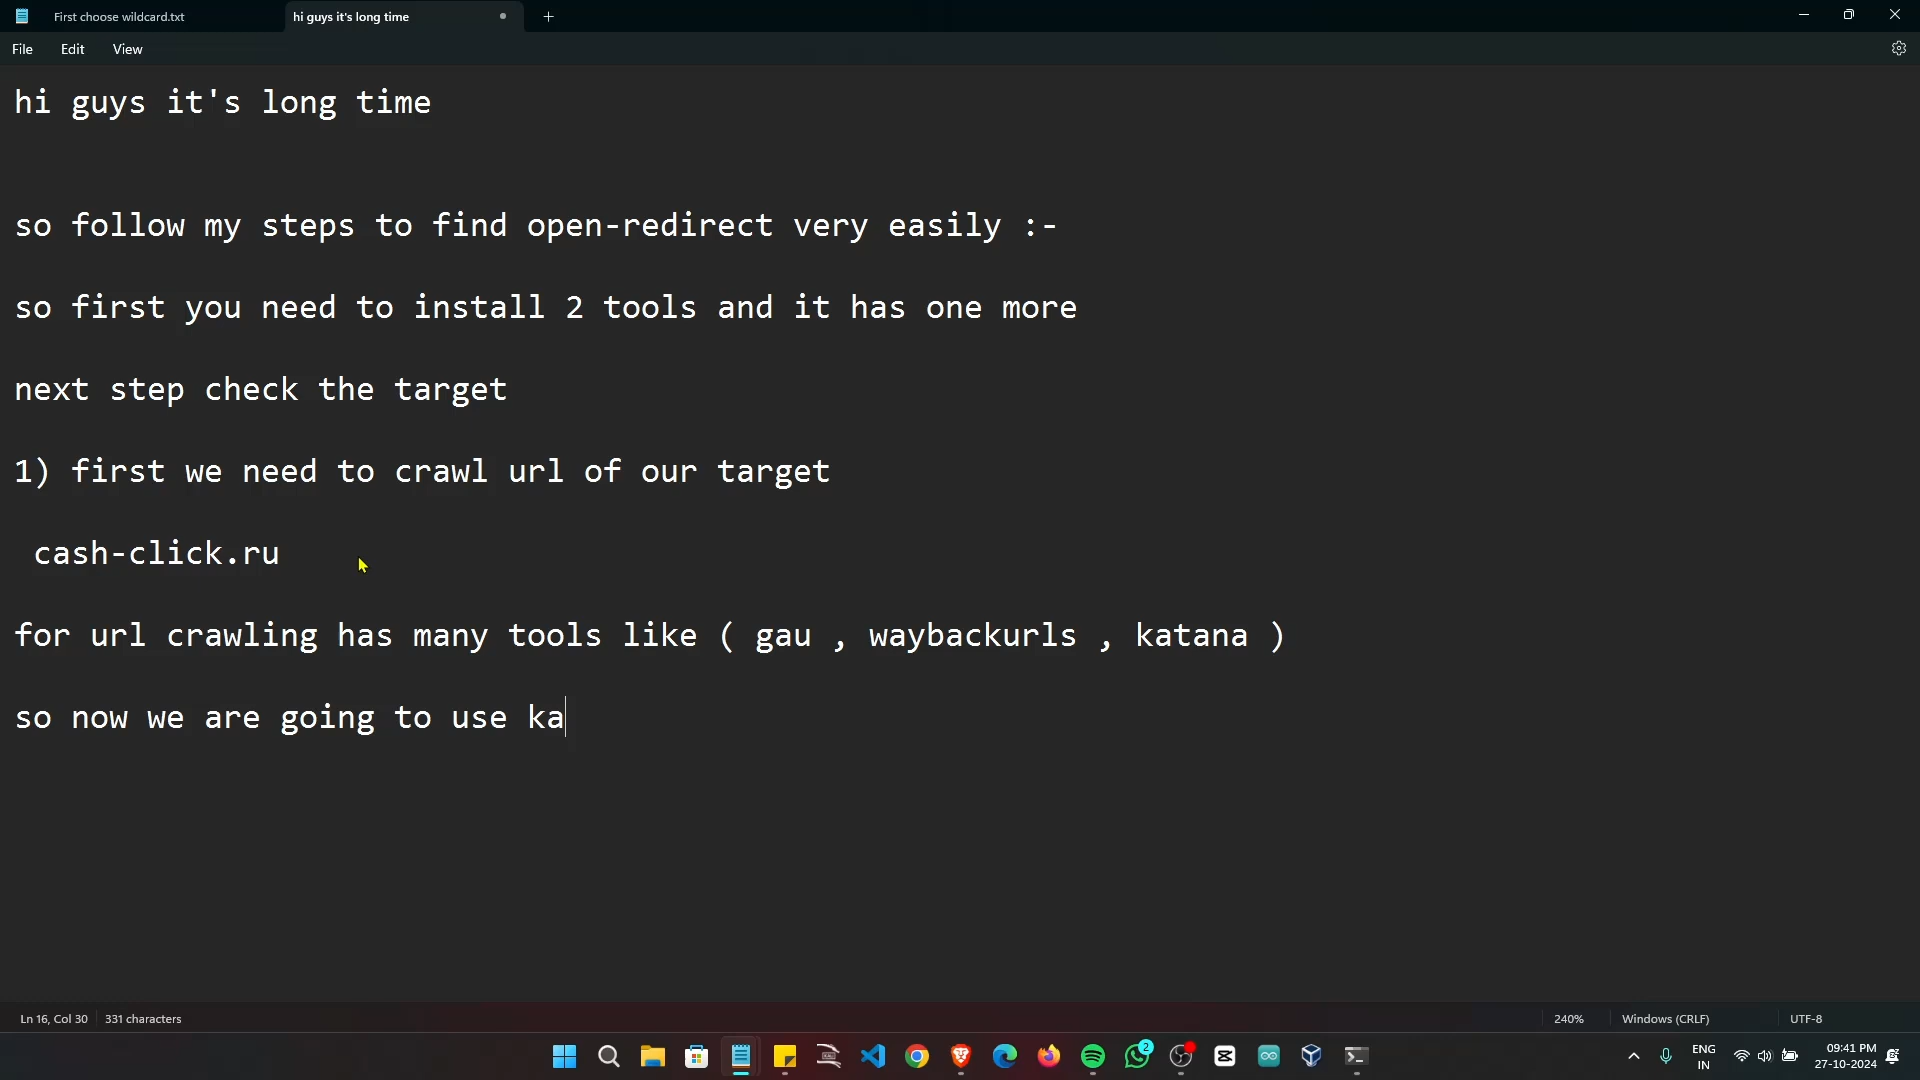 First choose wildcard.txt
hi guys it's long time
File Edit View
hi guys it's long time
so follow my steps to find open-redirect very easily :-
so first you need to install 2 tools and it has one more
next step check the target
1) first we need to crawl url of our target
cash-click.ru
for url crawling has many tools like ( gau , waybackurls , katana )
so now we are going to use ka
Ln 16, Col 30 331 characters 240% Windows (CRLF) UTF-8
2
ENG
IN
09:41 PM
27-10-2024